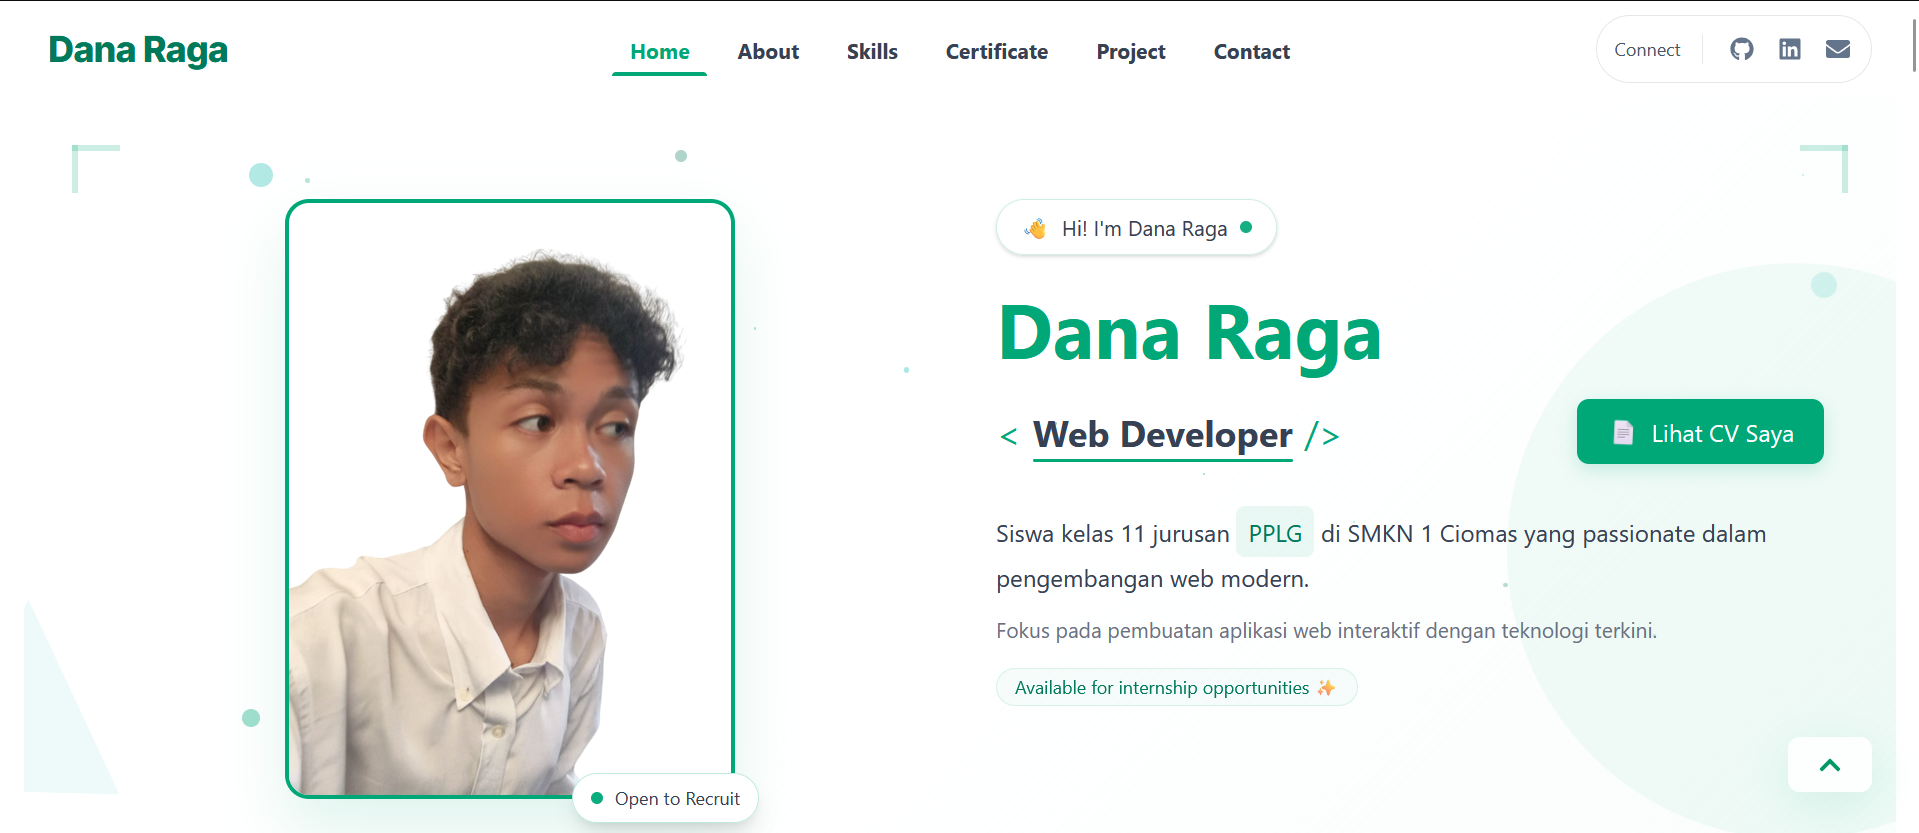 Dana Raga
Home About Skills Certificate Project Contact
Connect
👋 Hi! I'm Dana Raga
Dana Raga
< Web Developer />
📄 Lihat CV Saya
Siswa kelas 11 jurusan PPLG di SMKN 1 Ciomas yang passionate dalam
pengembangan web modern.
Fokus pada pembuatan aplikasi web interaktif dengan teknologi terkini.
Available for internship opportunities ✨
Open to Recruit